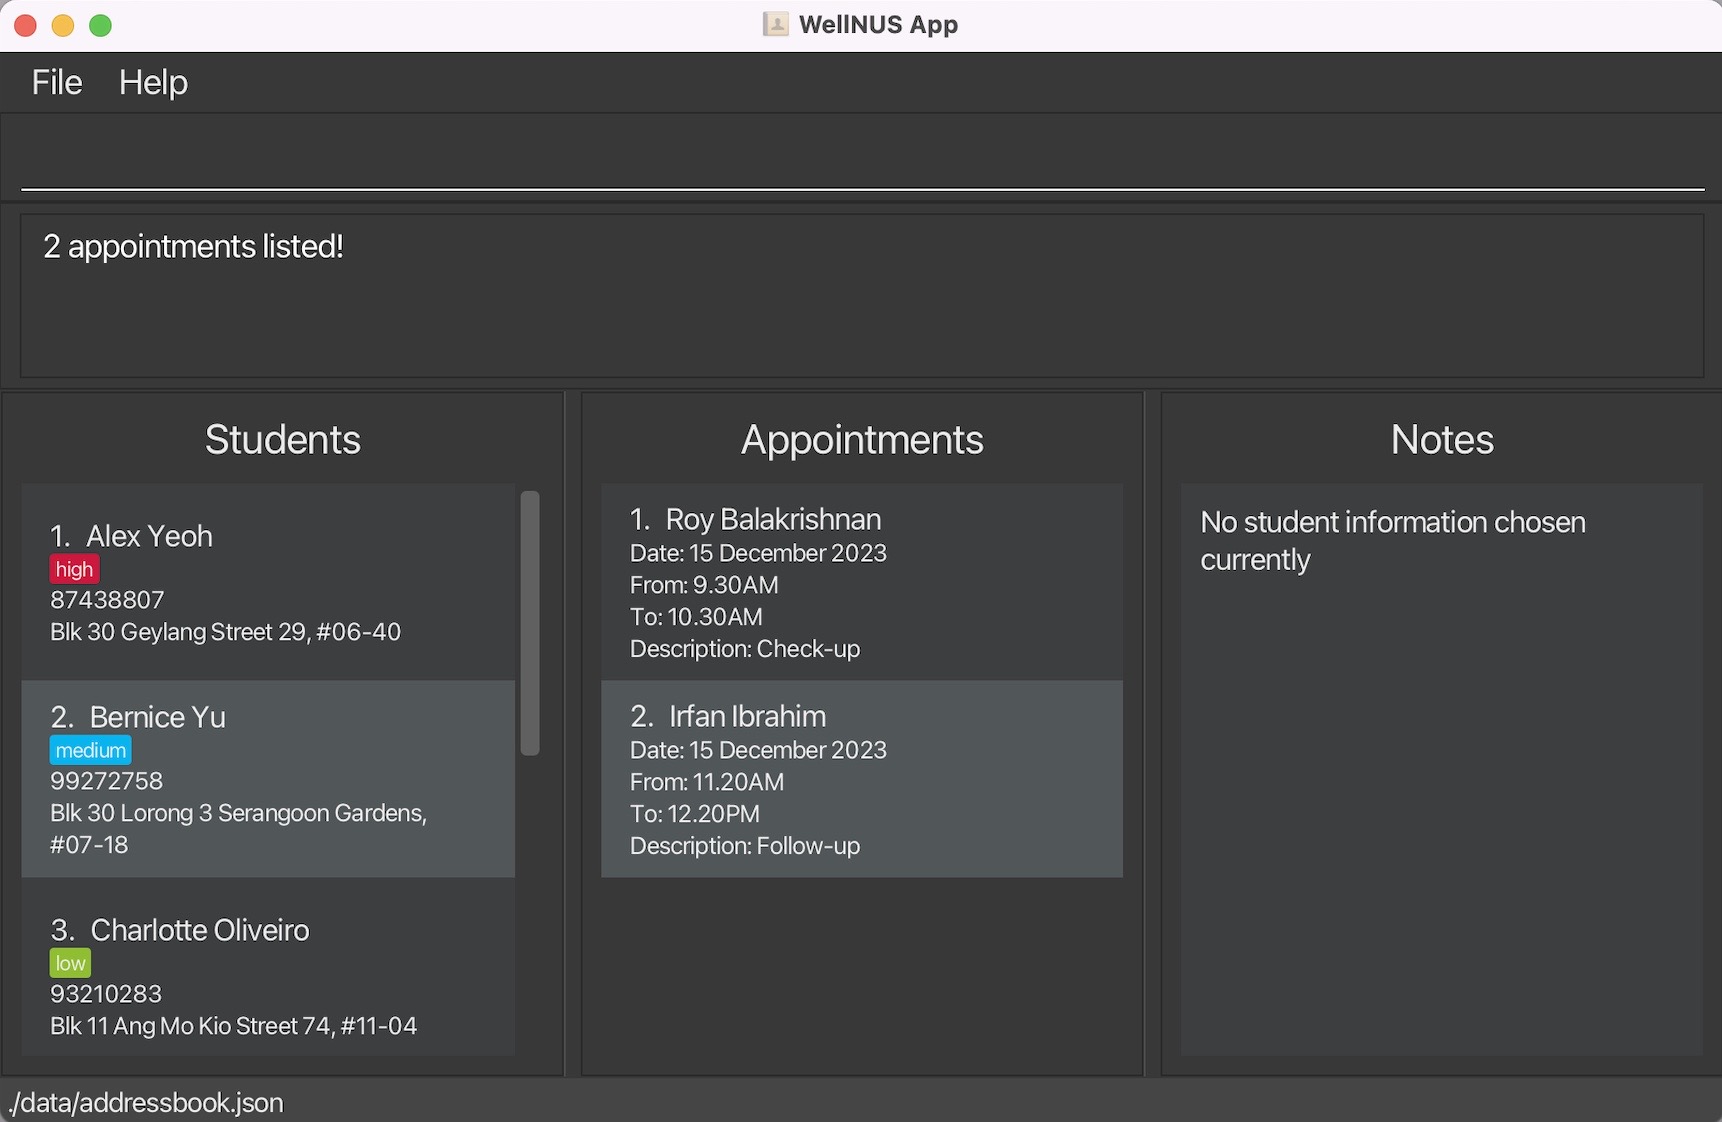 WellNUS App
File Help
2 appointments listed!
Students
1. Alex Yeoh
high
87438807
Blk 30 Geylang Street 29, #06-40
2. Bernice Yu
medium
99272758
Blk 30 Lorong 3 Serangoon Gardens,
#07-18
3. Charlotte Oliveiro
low
93210283
Blk 11 Ang Mo Kio Street 74, #11-04
Appointments
1. Roy Balakrishnan
Date: 15 December 2023
From: 9.30AM
To: 10.30AM
Description: Check-up
2. Irfan Ibrahim
Date: 15 December 2023
From: 11.20AM
To: 12.20PM
Description: Follow-up
Notes
No student information chosen
currently
./data/addressbook.json